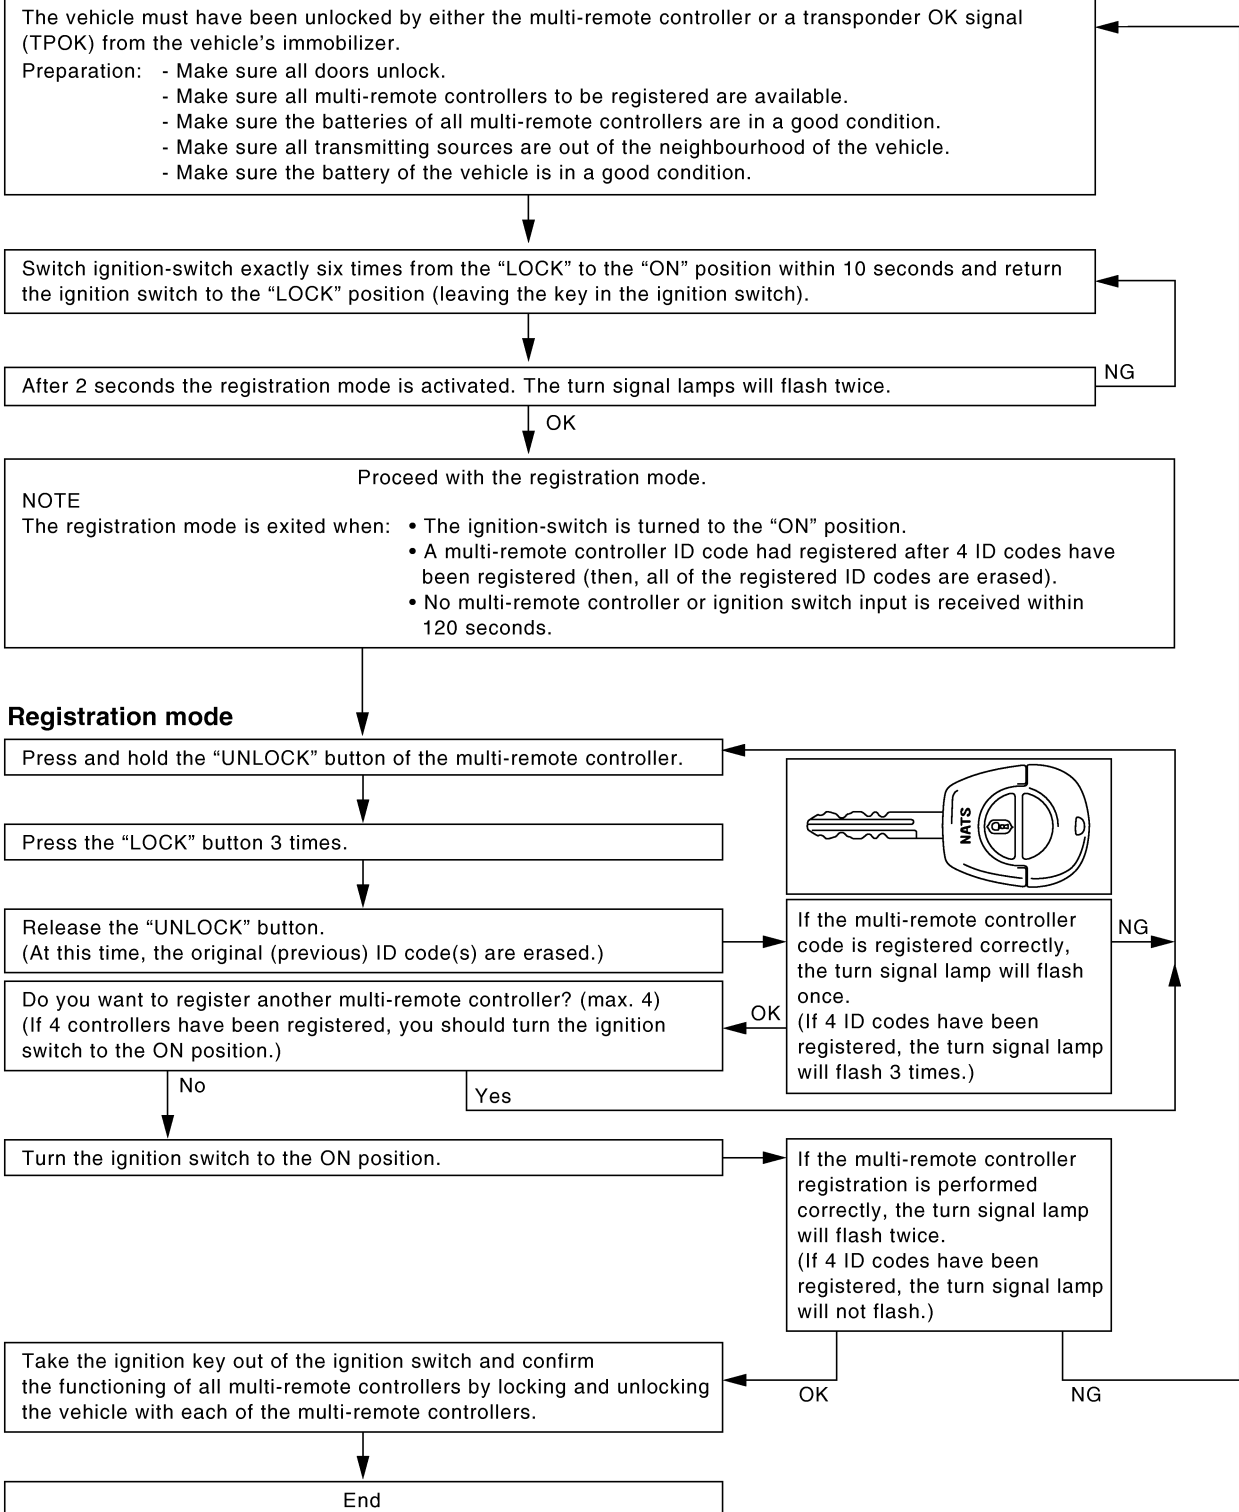 The vehicle must have been unlocked by either the multi-remote controller or a transponder OK signal
(TPOK) from the vehicle's immobilizer.
Preparation: - Make sure all doors unlock.
- Make sure all multi-remote controllers to be registered are available.
- Make sure the batteries of all multi-remote controllers are in a good condition.
- Make sure all transmitting sources are out of the neighbourhood of the vehicle.
- Make sure the battery of the vehicle is in a good condition.
Switch ignition-switch exactly six times from the “LOCK” to the “ON” position within 10 seconds and return
the ignition switch to the “LOCK” position (leaving the key in the ignition switch).
After 2 seconds the registration mode is activated. The turn signal lamps will flash twice.
NG
OK
Proceed with the registration mode.
NOTE
The registration mode is exited when: • The ignition-switch is turned to the “ON” position.
• A multi-remote controller ID code had registered after 4 ID codes have
been registered (then, all of the registered ID codes are erased).
• No multi-remote controller or ignition switch input is received within
120 seconds.
Registration mode
Press and hold the “UNLOCK” button of the multi-remote controller.
Press the “LOCK” button 3 times.
NATS
Release the “UNLOCK” button.
(At this time, the original (previous) ID code(s) are erased.)
If the multi-remote controller
code is registered correctly,
the turn signal lamp will flash
once.
(If 4 ID codes have been
registered, the turn signal lamp
will flash 3 times.)
NG
OK
Do you want to register another multi-remote controller? (max. 4)
(If 4 controllers have been registered, you should turn the ignition
switch to the ON position.)
No
Yes
Turn the ignition switch to the ON position.
If the multi-remote controller
registration is performed
correctly, the turn signal lamp
will flash twice.
(If 4 ID codes have been
registered, the turn signal lamp
will not flash.)
OK
NG
Take the ignition key out of the ignition switch and confirm
the functioning of all multi-remote controllers by locking and unlocking
the vehicle with each of the multi-remote controllers.
End